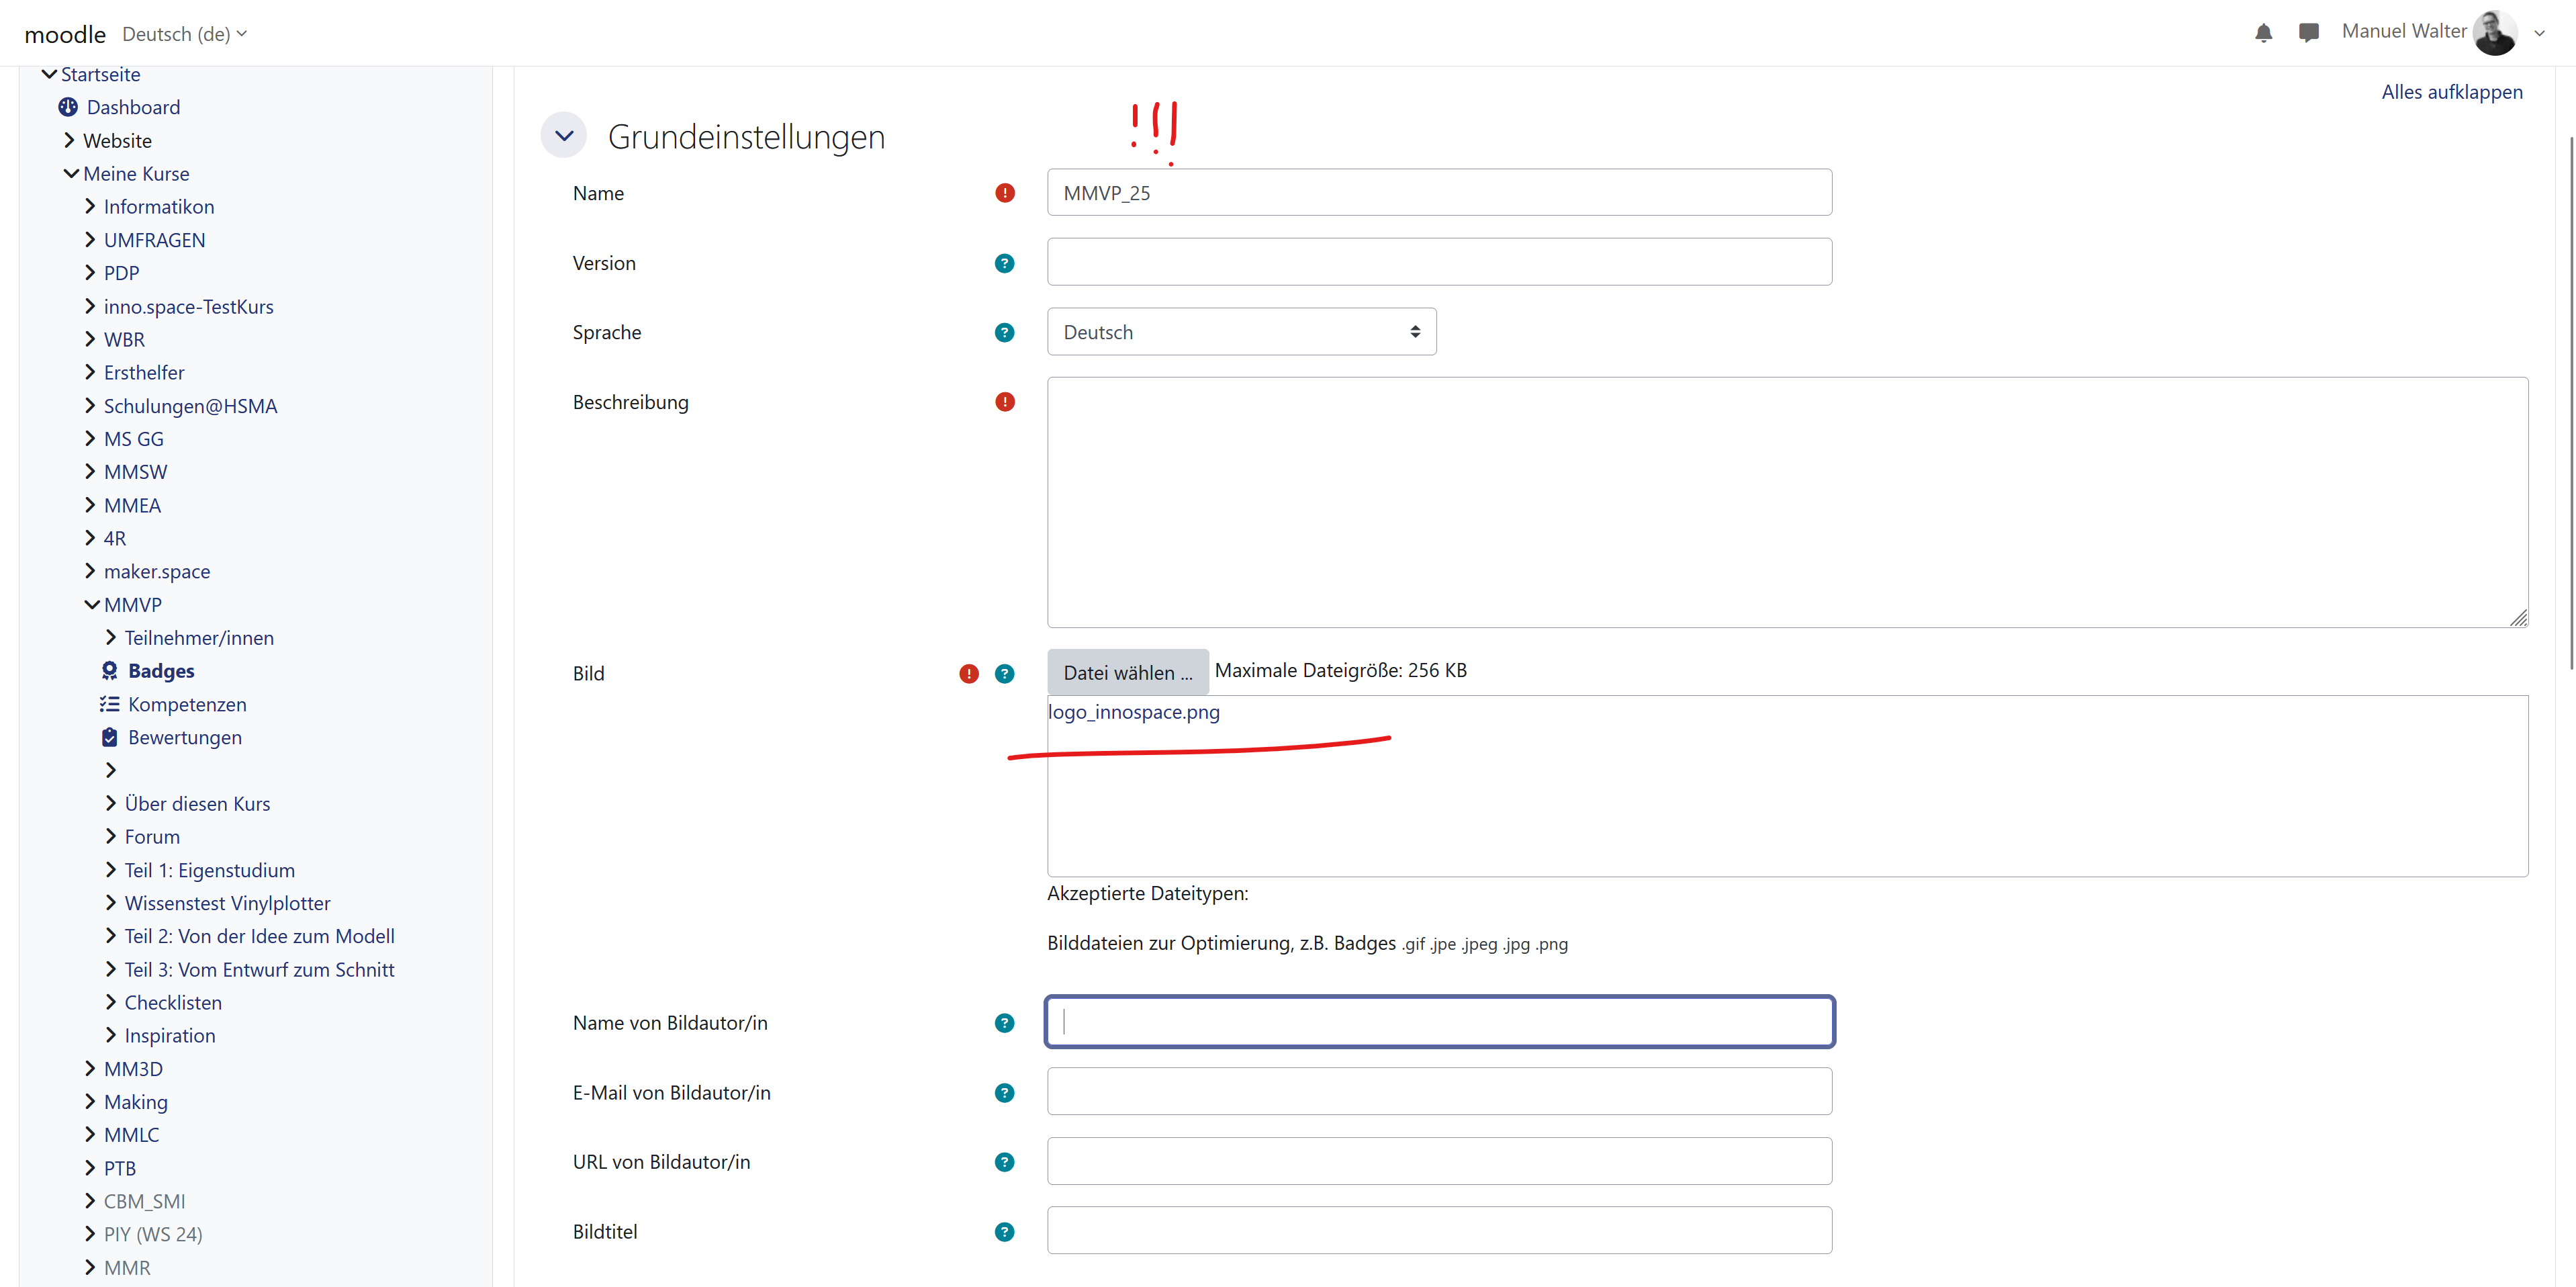 moodle Deutsch (de) Manuel Walter
Startseite
Dashboard
Website
Meine Kurse
Informatikon
UMFRAGEN
PDP
inno.space-TestKurs
WBR
Ersthelfer
Schulungen@HSMA
MS GG
MMSW
MMEA
4R
maker.space
MMVP
Teilnehmer/innen
Badges
Kompetenzen
Bewertungen
Über diesen Kurs
Forum
Teil 1: Eigenstudium
Wissenstest Vinylplotter
Teil 2: Von der Idee zum Modell
Teil 3: Vom Entwurf zum Schnitt
Checklisten
Inspiration
MM3D
Making
MMLC
PTB
CBM_SMI
PIY (WS 24)
MMR
Alles aufklappen
!!!
Grundeinstellungen
Name MMVP_25
Version
Sprache Deutsch
Beschreibung
Bild Datei wählen ... Maximale Dateigröße: 256 KB
logo_innospace.png
Akzeptierte Dateitypen:
Bilddateien zur Optimierung, z.B. Badges .gif .jpe .jpeg .jpg .png
Name von Bildautor/in
E-Mail von Bildautor/in
URL von Bildautor/in
Bildtitel